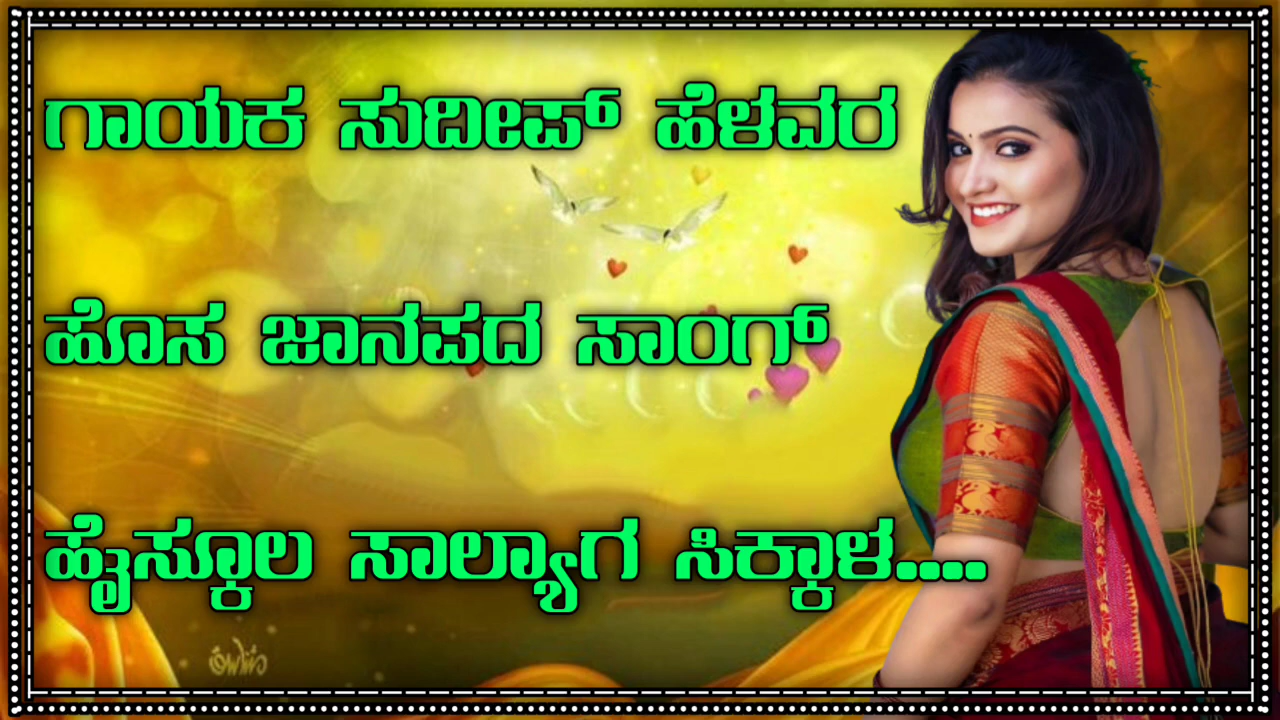 ಗಾಯಕ ಸುದೀಪ್ ಹೆಳವರ
ಹೊಸ ಜಾನಪದ ಸಾಂಗ್
ಹೈಸ್ಕೂಲ ಸಾಲ್ಯಾಗ ಸಿಕ್ಕಾಳ....